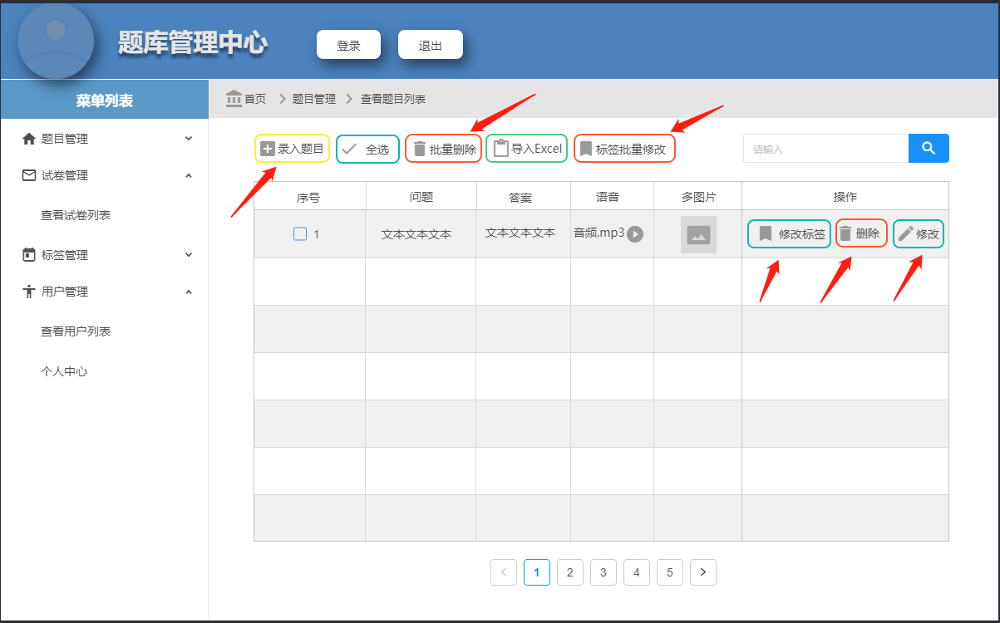 题库管理中心
登录
退出
菜单列表
首页 题目管理 查看题目列表
题目管理
试卷管理
查看试卷列表
标签管理
用户管理
查看用户列表
个人中心
录入题目 全选 批量删除 导入Excel 标签批量修改 请输入
序号 问题 答案 语音 多图片 操作
1 文本文本文本 文本文本文本 音频.mp3 修改标签 删除 修改
< 1 2 3 4 5 >